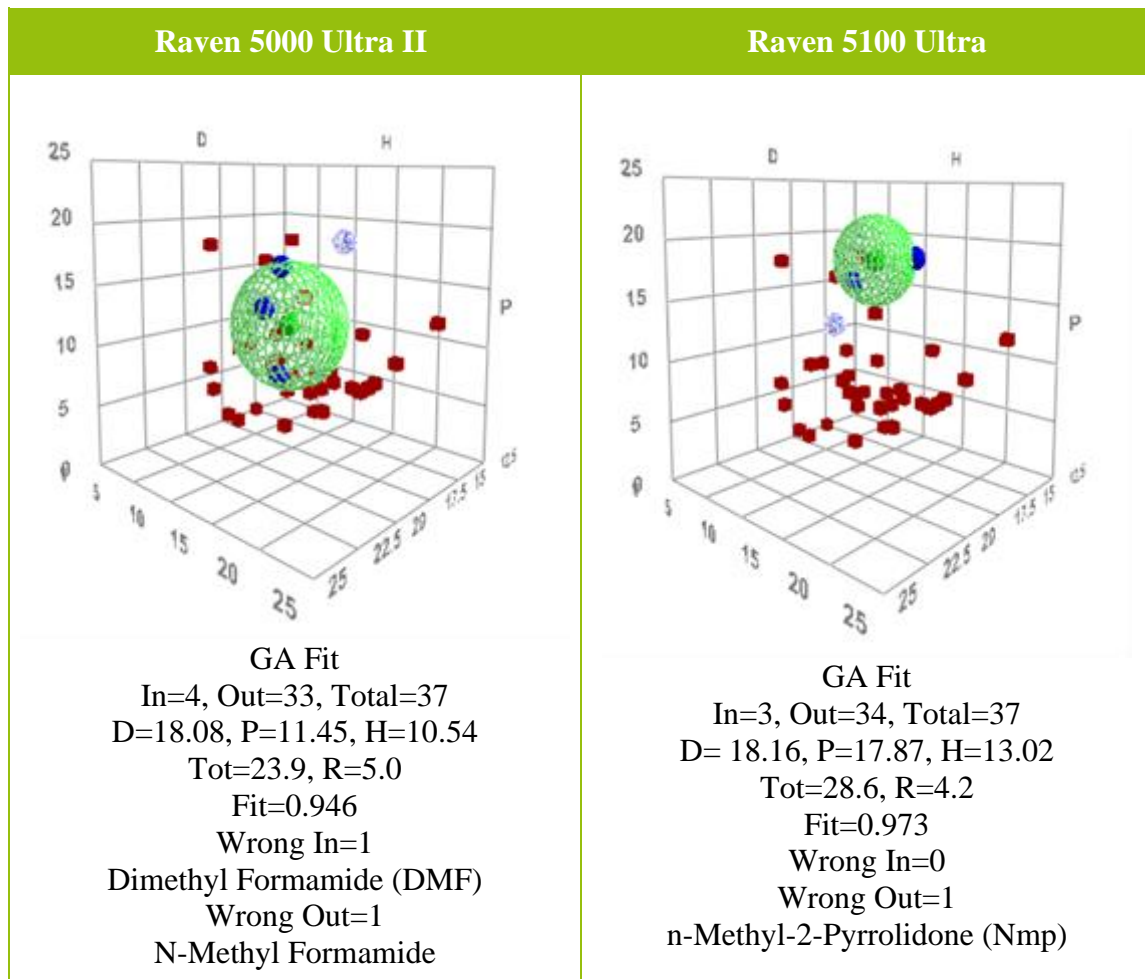 Raven 5000 Ultra II
Raven 5100 Ultra
D
H
25
20
15
10
5
0
P
5
10
15
20
25
25
22.5
20
17.5
15
GA Fit
In=4, Out=33, Total=37
D=18.08, P=11.45, H=10.54
Tot=23.9, R=5.0
Fit=0.946
Wrong In=1
Dimethyl Formamide (DMF)
Wrong Out=1
N-Methyl Formamide
D
H
25
20
15
10
5
0
P
5
10
15
20
25
25
22.5
20
17.5
15
GA Fit
In=3, Out=34, Total=37
D= 18.16, P=17.87, H=13.02
Tot=28.6, R=4.2
Fit=0.973
Wrong In=0
Wrong Out=1
n-Methyl-2-Pyrrolidone (Nmp)